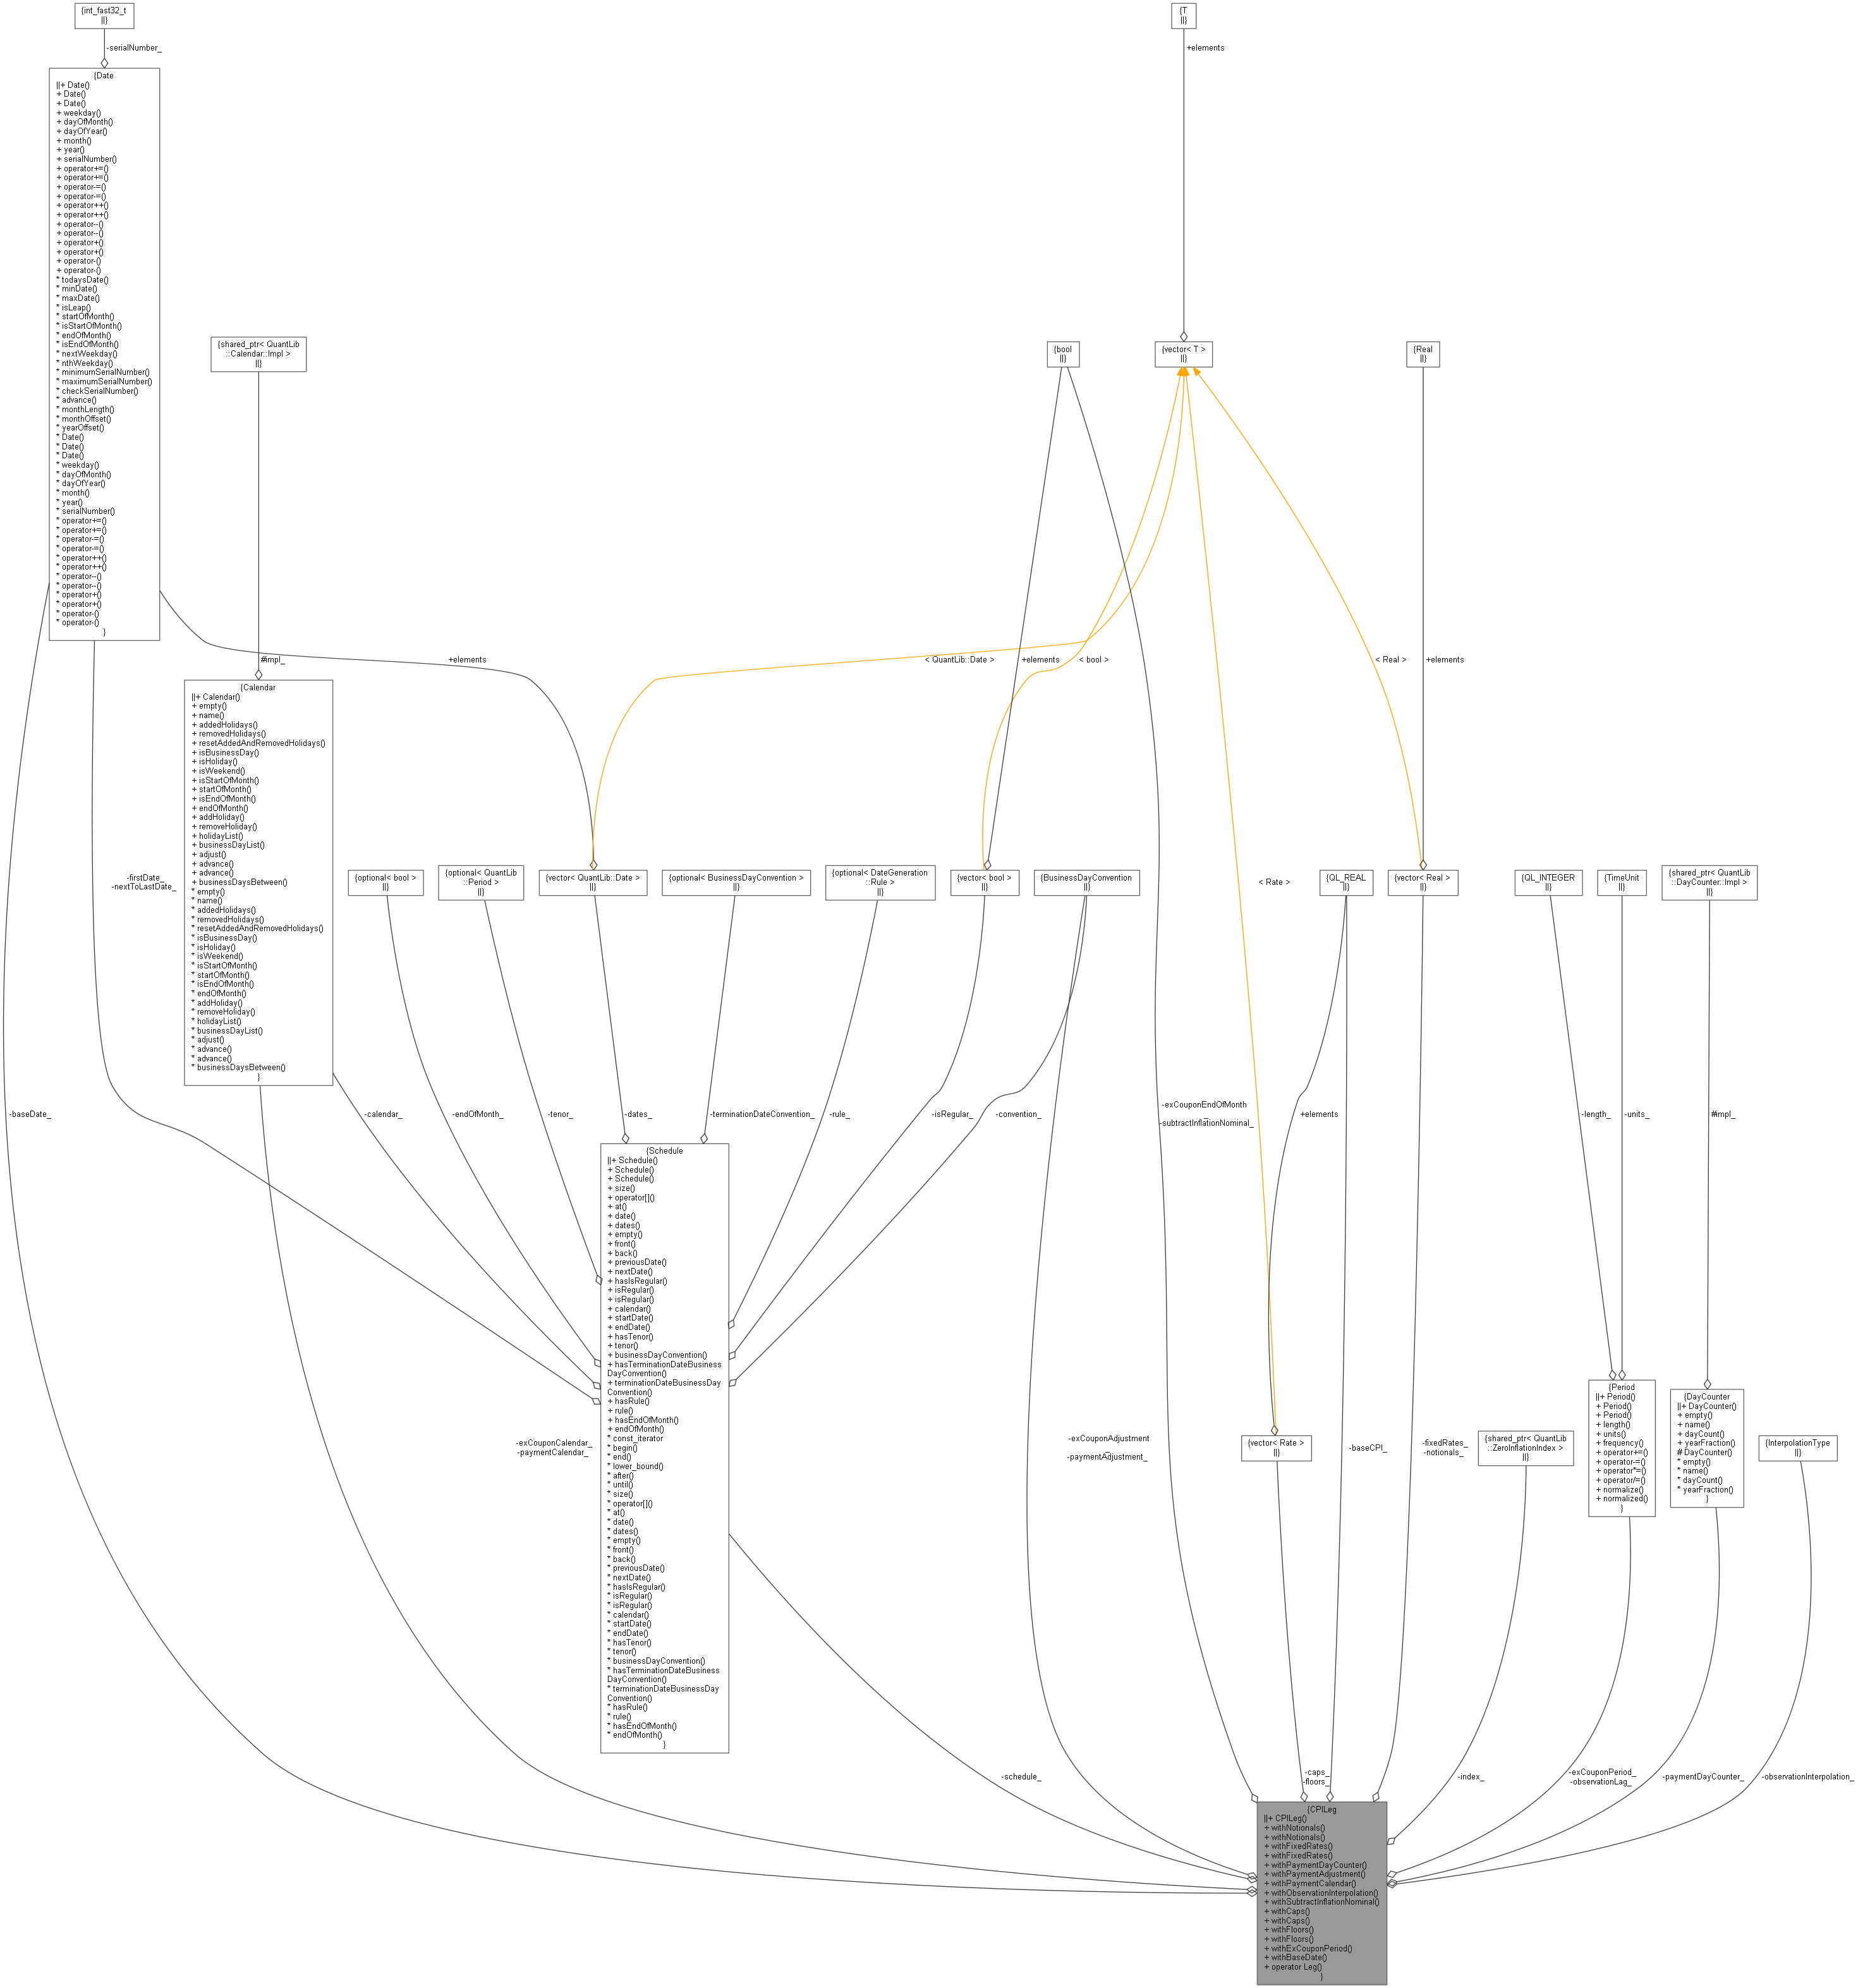 {int_fast32_t
||}
-serialNumber_
{T
||}
+elements
{Date
||+ Date()
+ Date()
+ Date()
+ weekday()
+ dayOfMonth()
+ dayOfYear()
+ month()
+ year()
+ serialNumber()
+ operator+=()
+ operator+=()
+ operator-=()
+ operator-=()
+ operator++()
+ operator++()
+ operator--()
+ operator--()
+ operator+()
+ operator+()
+ operator-()
+ operator-()
* todaysDate()
* minDate()
* maxDate()
* isLeap()
* startOfMonth()
* isStartOfMonth()
* endOfMonth()
* isEndOfMonth()
* nextWeekday()
* nthWeekday()
* minimumSerialNumber()
* maximumSerialNumber()
* checkSerialNumber()
* advance()
* monthLength()
* monthOffset()
* yearOffset()
* Date()
* Date()
* Date()
* weekday()
* dayOfMonth()
* dayOfYear()
* month()
* year()
* serialNumber()
* operator+=()
* operator+=()
* operator-=()
* operator-=()
* operator++()
* operator++()
* operator--()
* operator--()
* operator+()
* operator+()
* operator-()
* operator-()
}
{shared_ptr< QuantLib
::Calendar::Impl >
||}
{bool
||}
{vector< T >
||}
{Real
||}
#impl_
+elements
< QuantLib::Date >
+elements
< bool >
< Real >
+elements
{Calendar
||+ Calendar()
+ empty()
+ name()
+ addedHolidays()
+ removedHolidays()
+ resetAddedAndRemovedHolidays()
+ isBusinessDay()
+ isHoliday()
+ isWeekend()
+ isStartOfMonth()
+ startOfMonth()
+ isEndOfMonth()
+ endOfMonth()
+ addHoliday()
+ removeHoliday()
+ holidayList()
+ businessDayList()
+ adjust()
+ advance()
+ advance()
+ businessDaysBetween()
* empty()
* name()
* addedHolidays()
* removedHolidays()
* resetAddedAndRemovedHolidays()
* isBusinessDay()
* isHoliday()
* isWeekend()
* isStartOfMonth()
* startOfMonth()
* isEndOfMonth()
* endOfMonth()
* addHoliday()
* removeHoliday()
* holidayList()
* businessDayList()
* adjust()
* advance()
* advance()
* businessDaysBetween()
}
-firstDate_
-nextToLastDate_
{optional< bool >
||}
{optional< QuantLib
::Period >
||}
{vector< QuantLib::Date >
||}
{optional< BusinessDayConvention >
||}
{optional< DateGeneration
::Rule >
||}
{vector< bool >
||}
{BusinessDayConvention
||}
< Rate >
{QL_REAL
||}
{vector< Real >
||}
{QL_INTEGER
||}
{TimeUnit
||}
{shared_ptr< QuantLib
::DayCounter::Impl >
||}
-baseDate_
-calendar_
-endOfMonth_
-tenor_
-dates_
-terminationDateConvention_
-rule_
-isRegular_
-convention_
-exCouponEndOfMonth
_
-subtractInflationNominal_
+elements
-length_
-units_
#impl_
{Schedule
||+ Schedule()
+ Schedule()
+ Schedule()
+ size()
+ operator[]()
+ at()
+ date()
+ dates()
+ empty()
+ front()
+ back()
+ previousDate()
+ nextDate()
+ hasIsRegular()
+ isRegular()
+ isRegular()
+ calendar()
+ startDate()
+ endDate()
+ hasTenor()
+ tenor()
+ businessDayConvention()
+ hasTerminationDateBusiness
DayConvention()
+ terminationDateBusinessDay
Convention()
+ hasRule()
+ rule()
+ hasEndOfMonth()
+ endOfMonth()
* const_iterator
* begin()
* end()
* lower_bound()
* after()
* until()
* size()
* operator[]()
* at()
* date()
* dates()
* empty()
* front()
* back()
* previousDate()
* nextDate()
* hasIsRegular()
* isRegular()
* isRegular()
* calendar()
* startDate()
* endDate()
* hasTenor()
* tenor()
* businessDayConvention()
* hasTerminationDateBusiness
DayConvention()
* terminationDateBusinessDay
Convention()
* hasRule()
* rule()
* hasEndOfMonth()
* endOfMonth()
}
-exCouponCalendar_
-paymentCalendar_
-exCouponAdjustment
_
-paymentAdjustment_
{vector< Rate >
||}
-baseCPI_
-fixedRates_
-notionals_
{shared_ptr< QuantLib
::ZeroInflationIndex >
||}
{Period
||+ Period()
+ Period()
+ Period()
+ length()
+ units()
+ frequency()
+ operator+=()
+ operator-=()
+ operator*=()
+ operator/=()
+ normalize()
+ normalized()
}
{DayCounter
||+ DayCounter()
+ empty()
+ name()
+ dayCount()
+ yearFraction()
# DayCounter()
* empty()
* name()
* dayCount()
* yearFraction()
}
{InterpolationType
||}
-schedule_
-caps_
-floors_
-index_
-exCouponPeriod_
-observationLag_
-paymentDayCounter_
-observationInterpolation_
{CPILeg
||+ CPILeg()
+ withNotionals()
+ withNotionals()
+ withFixedRates()
+ withFixedRates()
+ withPaymentDayCounter()
+ withPaymentAdjustment()
+ withPaymentCalendar()
+ withObservationInterpolation()
+ withSubtractInflationNominal()
+ withCaps()
+ withCaps()
+ withFloors()
+ withFloors()
+ withExCouponPeriod()
+ withBaseDate()
+ operator Leg()
}